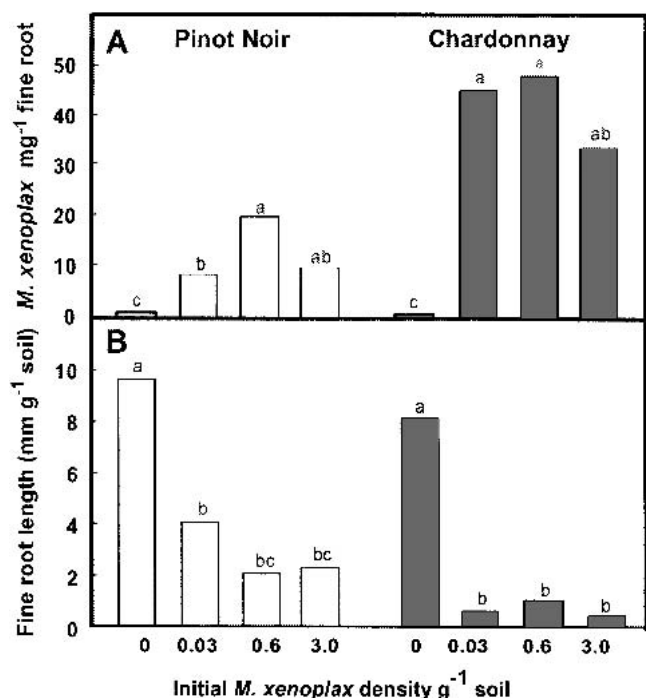 A
Pinot Noir
Chardonnay
M. xenoplax mg⁻¹ fine root
50
40
30
20
10
0
c
b
a
ab
c
a
a
ab
B
Fine root length (mm g⁻¹ soil)
10
8
6
4
2
0
a
b
bc
bc
a
b
b
b
0 0.03 0.6 3.0 0 0.03 0.6 3.0
Initial M. xenoplax density g⁻¹ soil